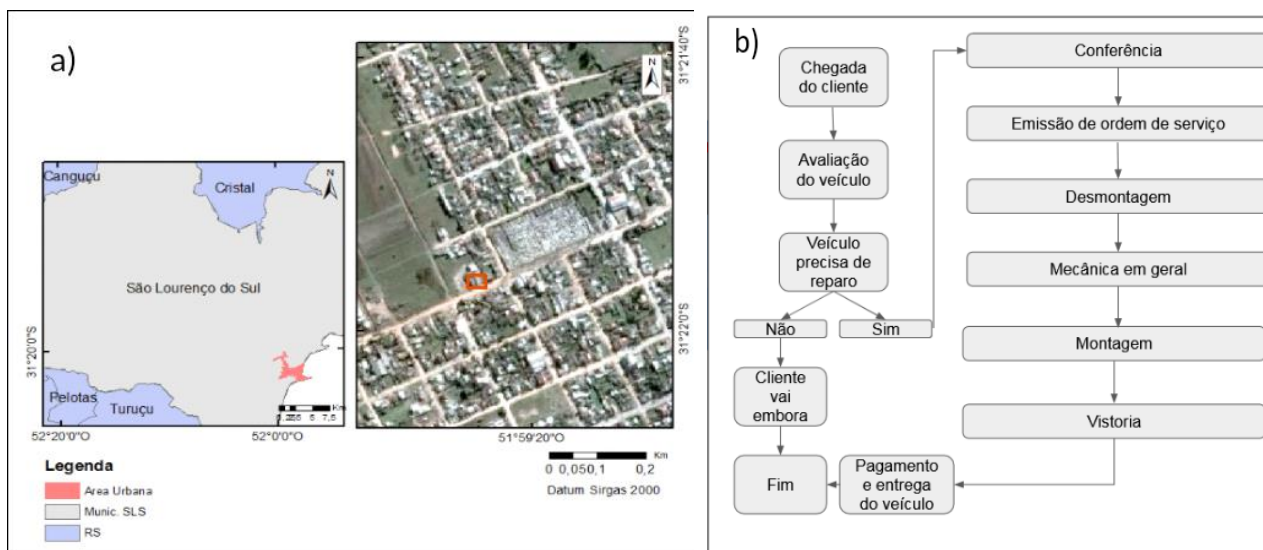 a)
N
31°21'40"S
31°22'0"S
51°59'20"O
Km
0 0,050,1 0,2
Datum Sirgas 2000
Canguçu
Cristal
N
São Lourenço do Sul
31°20'0"S
Pelotas
Turuçu
Km
52°20'0"O
52°0'0"O
Legenda
Area Urbana
Munic. SLS
RS
b)
Chegada
do cliente
Avaliação
do veículo
Veículo
precisa de
reparo
Não
Sim
Cliente
vai
embora
Fim
Conferência
Emissão de ordem de serviço
Desmontagem
Mecânica em geral
Montagem
Vistoria
Pagamento
e entrega
do veículo